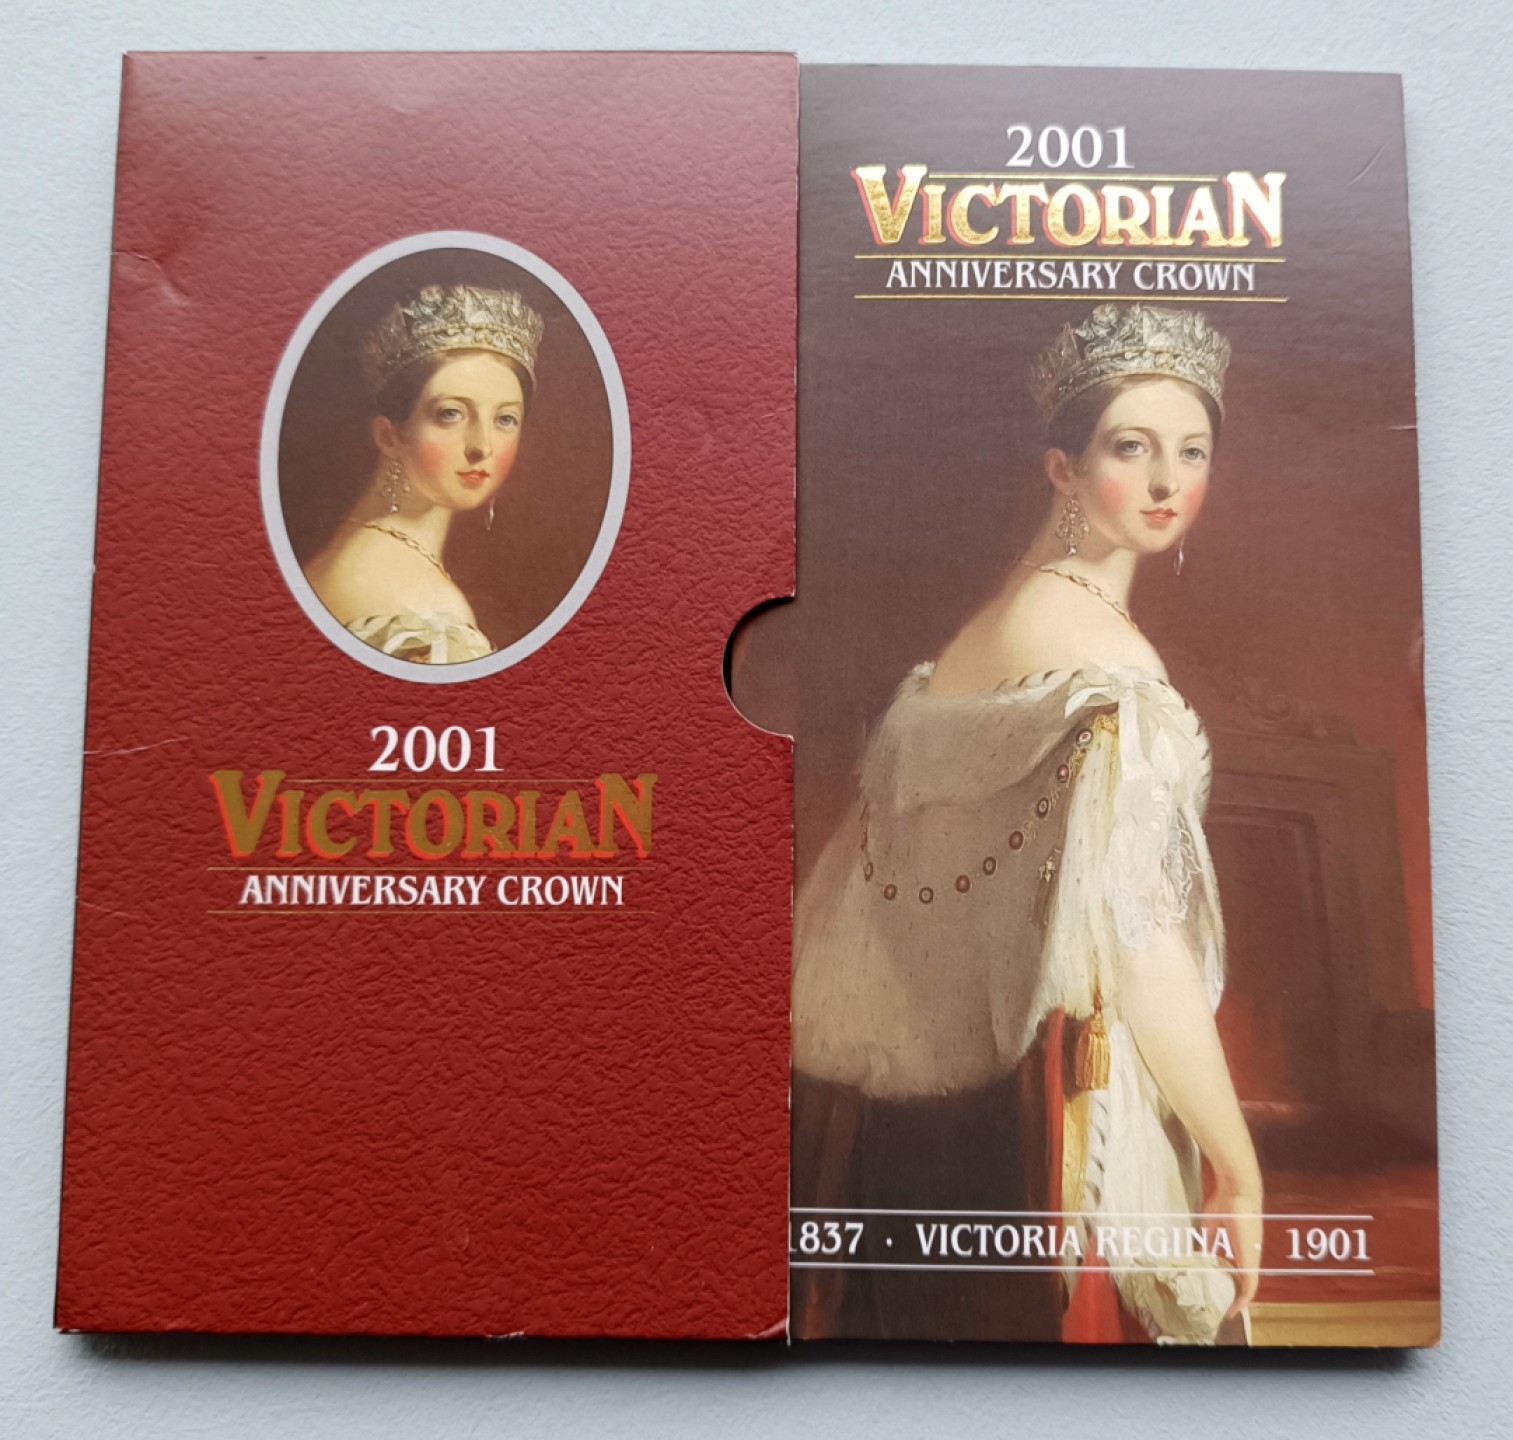 2001
VICTORIAN
ANNIVERSARY CROWN
2001
VICTORIAN
ANNIVERSARY CROWN
1837 · VICTORIA REGINA · 1901